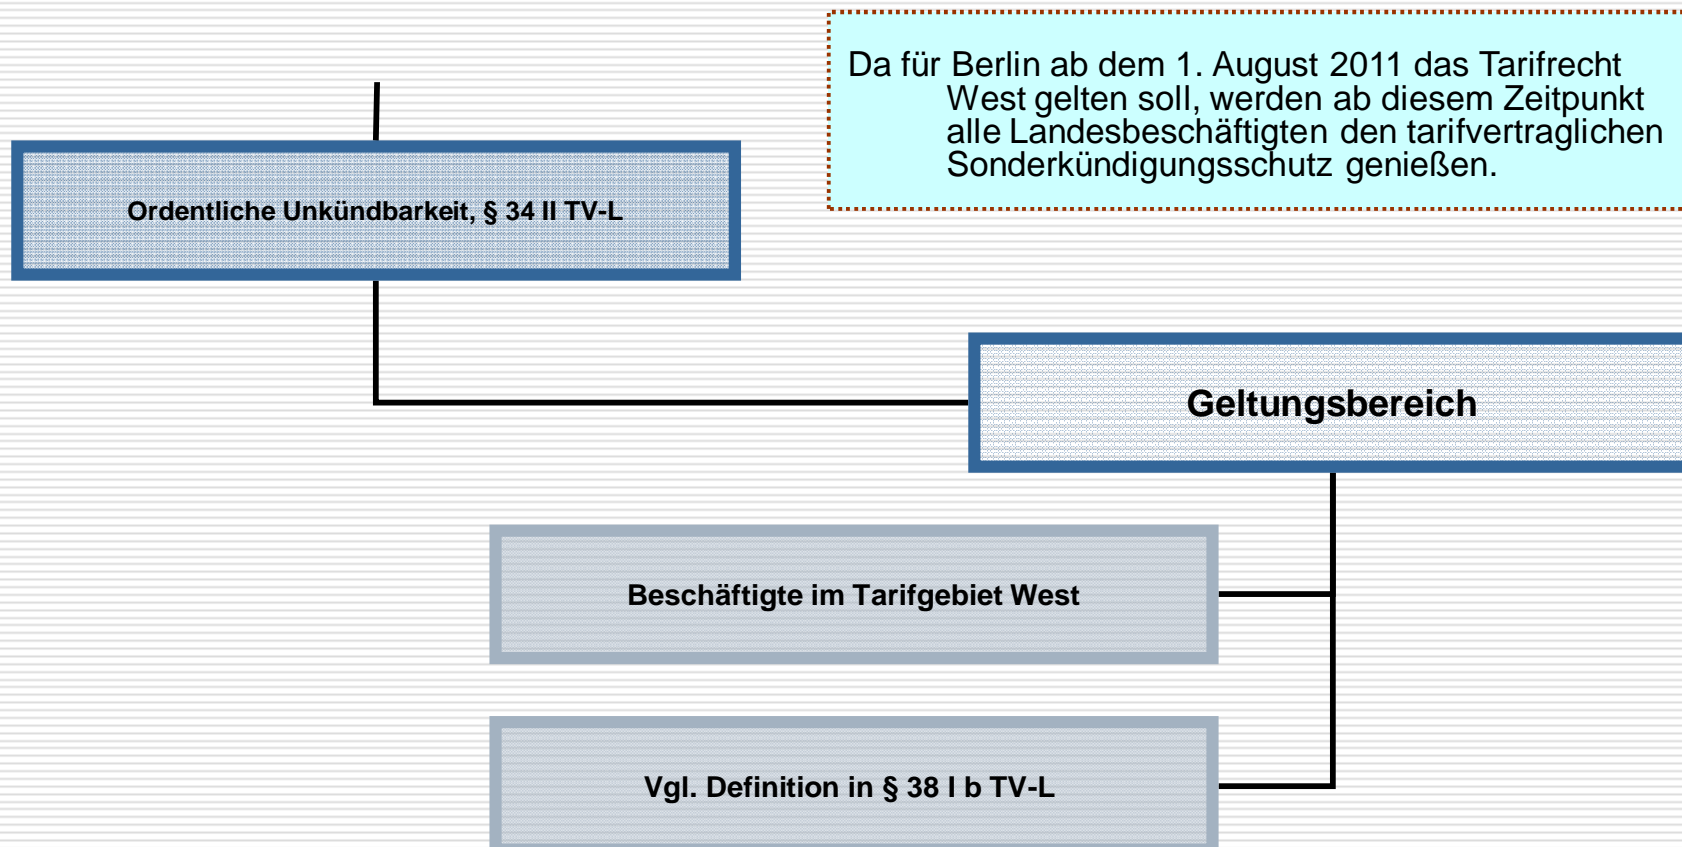 Da für Berlin ab dem 1. August 2011 das Tarifrecht
West gelten soll, werden ab diesem Zeitpunkt
alle Landesbeschäftigten den tarifvertraglichen
Sonderkündigungsschutz genießen.
Ordentliche Unkündbarkeit, § 34 II TV-L
Geltungsbereich
Beschäftigte im Tarifgebiet West
Vgl. Definition in § 38 I b TV-L